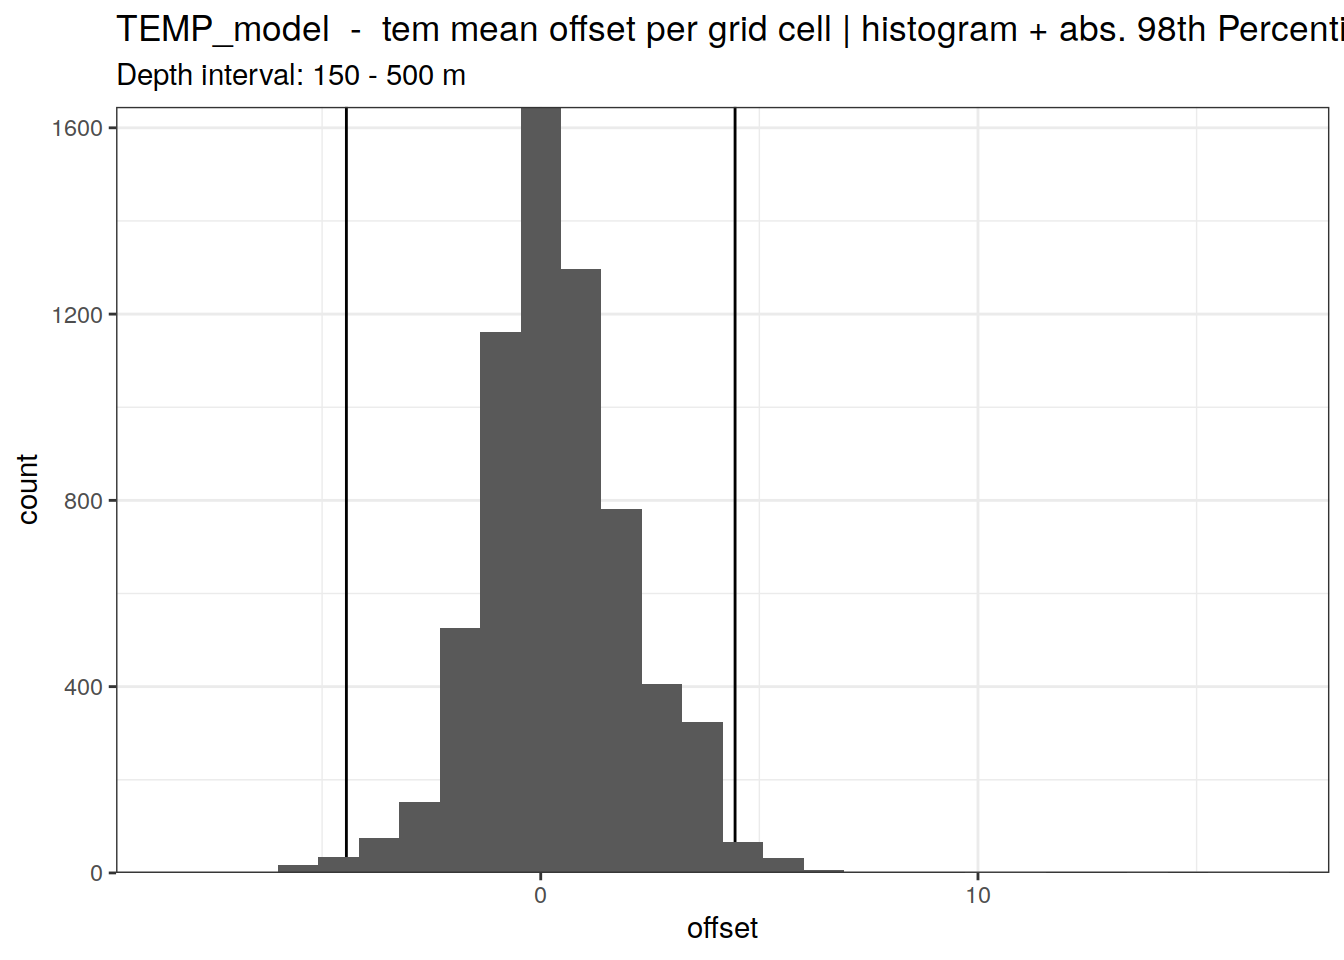 TEMP_model  -  tem mean offset per grid cell | histogram + abs. 98th Percenti
Depth interval: 150 - 500 m
1600
1200
800
400
0
count
0
10
offset